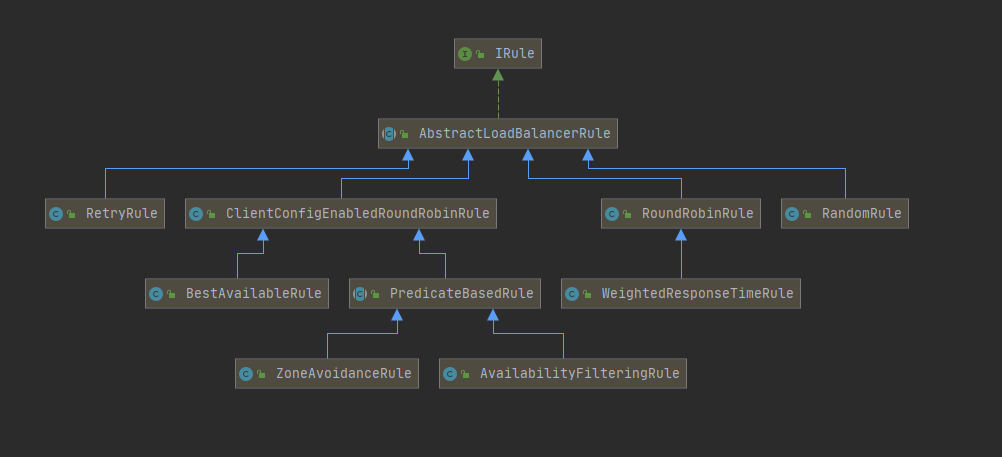 IRule
AbstractLoadBalancerRule
RetryRule
ClientConfigEnabledRoundRobinRule
RoundRobinRule
RandomRule
BestAvailableRule
PredicateBasedRule
WeightedResponseTimeRule
ZoneAvoidanceRule
AvailabilityFilteringRule